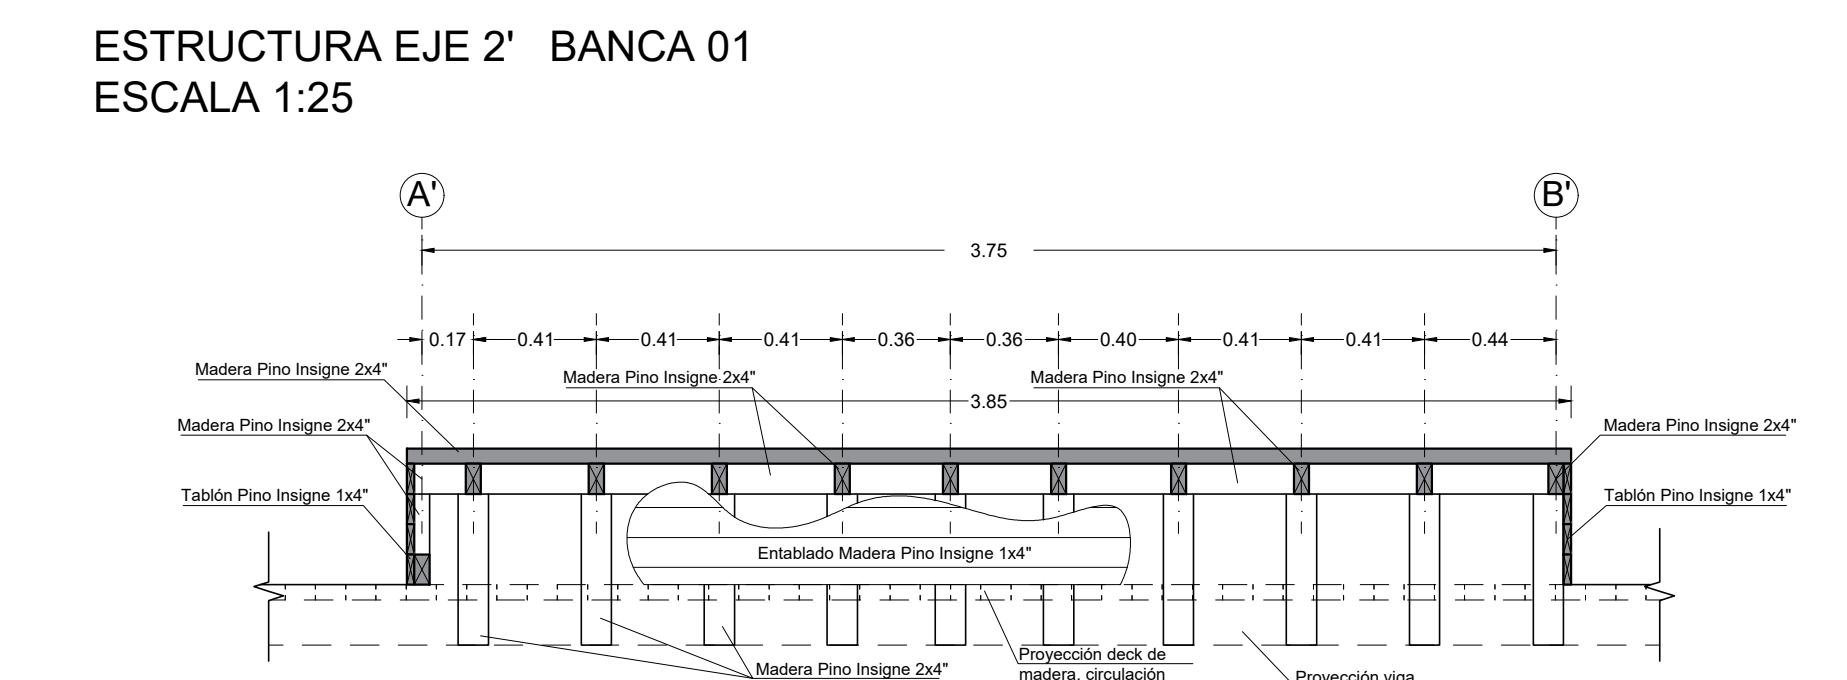 ESTRUCTURA EJE 2' BANCA 01
ESCALA 1:25
A'
B'
3.75
0.17
0.41
0.41
0.41
0.36
0.36
0.40
0.41
0.41
0.44
Madera Pino Insigne 2x4"
Madera Pino Insigne 2x4"
Madera Pino Insigne 2x4"
3.85
Madera Pino Insigne 2x4"
Madera Pino Insigne 2x4"
Tablón Pino Insigne 1x4"
Tablón Pino Insigne 1x4"
Entablado Madera Pino Insigne 1x4"
Proyección deck de
madera, circulación
Madera Pino Insigne 2x4"
Proyección viga